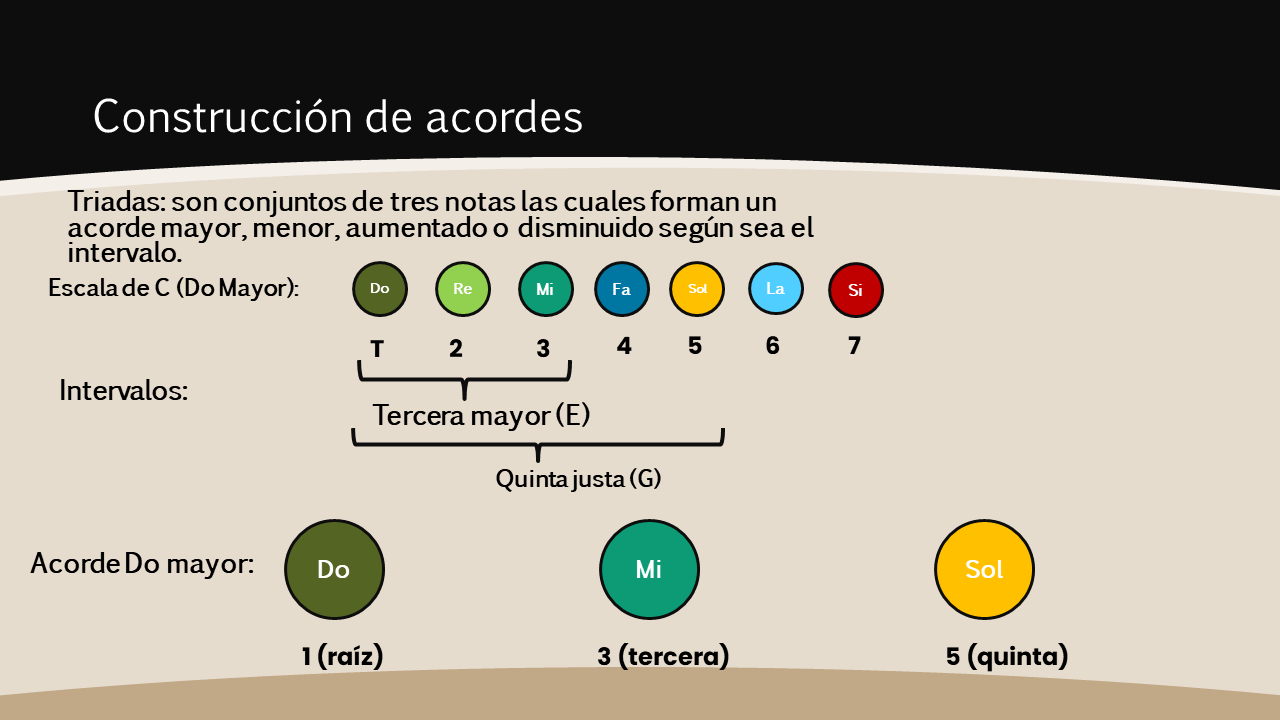 Construcción de acordes
Triadas: son conjuntos de tres notas las cuales forman un
acorde mayor, menor, aumentado o disminuido según sea el
intervalo.
Escala de C (Do Mayor): Do Re Mi Fa Sol La Si
T 2 3 4 5 6 7
Intervalos:
Tercera mayor (E)
Quinta justa (G)
Acorde Do mayor: Do Mi Sol
1 (raíz) 3 (tercera) 5 (quinta)